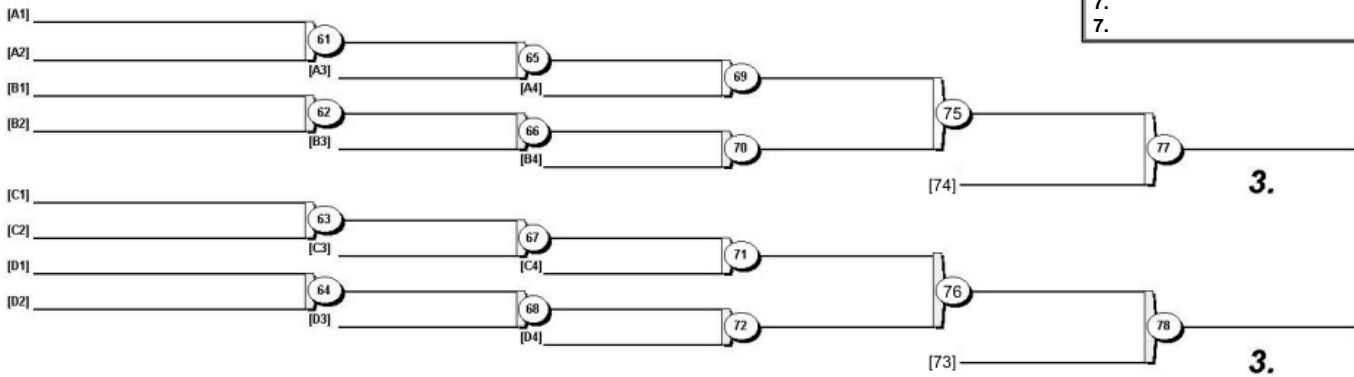 7.
7.
[A1]
61
[A2]
[A3]
65
[A4]
69
[B1]
62
[B2]
[B3]
66
[B4]
70
75
77
[74]
3.
[C1]
63
[C2]
[C3]
67
[C4]
71
[D1]
64
[D2]
[D3]
68
[D4]
72
76
78
[73]
3.